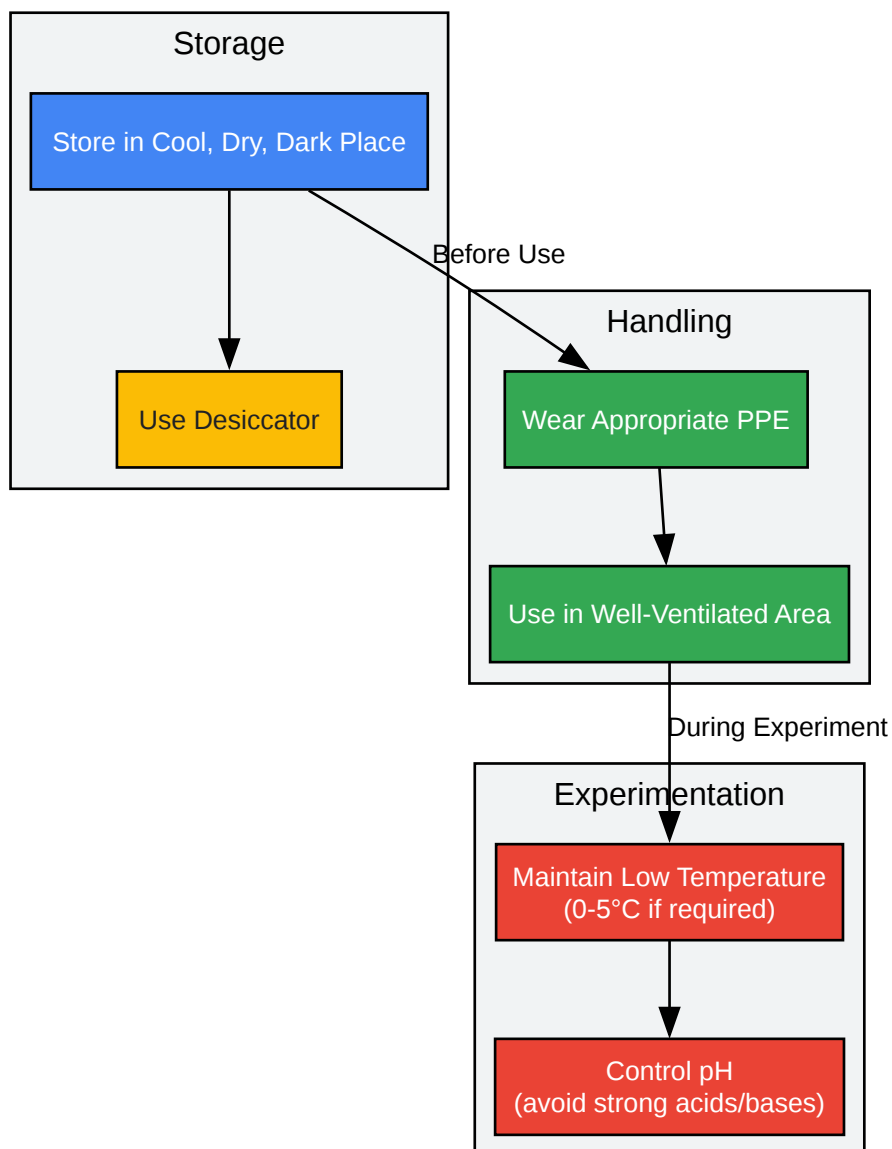 Storage
Store in Cool, Dry, Dark Place
Before Use
Handling
Use Desiccator
Wear Appropriate PPE
Use in Well-Ventilated Area
During Experiment
Experimentation
Maintain Low Temperature
(0-5°C if required)
Control pH
(avoid strong acids/bases)